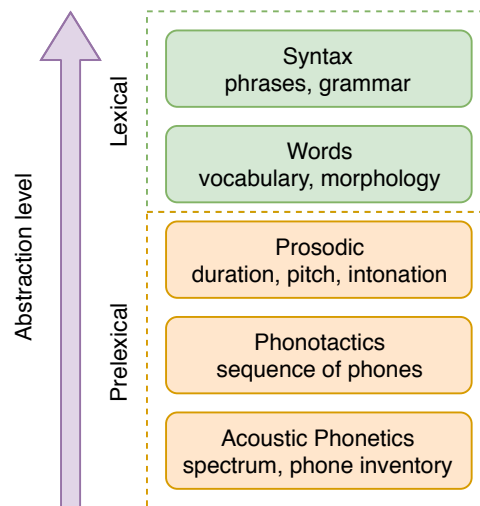 Abstraction level
Lexical
Syntax
phrases, grammar
Words
vocabulary, morphology
Prelexical
Prosodic
duration, pitch, intonation
Phonotactics
sequence of phones
Acoustic Phonetics
spectrum, phone inventory